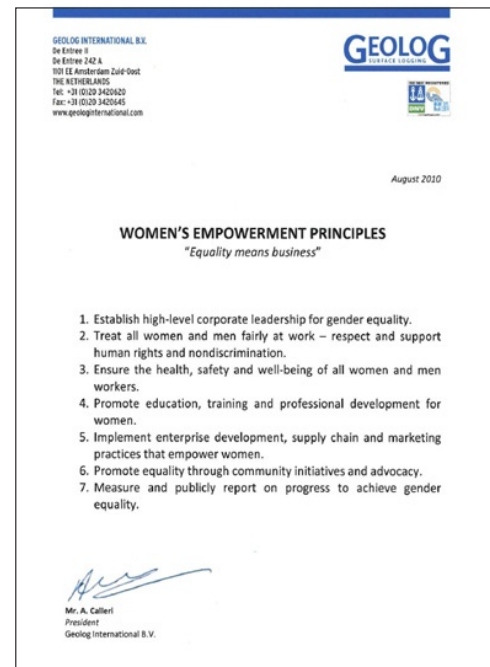 GEOLOG INTERNATIONAL B.V.
De Entree II
De Entree 242 A
1101 EE Amsterdam Zuid-Oost
THE NETHERLANDS
Tel: +31 (0)20 3420620
Fax: +31 (0)20 3420645
www.geologinternational.com
GEOLOG
SURFACE LOGGING
August 2010
WOMEN'S EMPOWERMENT PRINCIPLES
"Equality means business"
1. Establish high-level corporate leadership for gender equality.
2. Treat all women and men fairly at work – respect and support
human rights and nondiscrimination.
3. Ensure the health, safety and well-being of all women and men
workers.
4. Promote education, training and professional development for
women.
5. Implement enterprise development, supply chain and marketing
practices that empower women.
6. Promote equality through community initiatives and advocacy.
7. Measure and publicly report on progress to achieve gender
equality.
Mr. A. Calleri
President
Geolog International B.V.